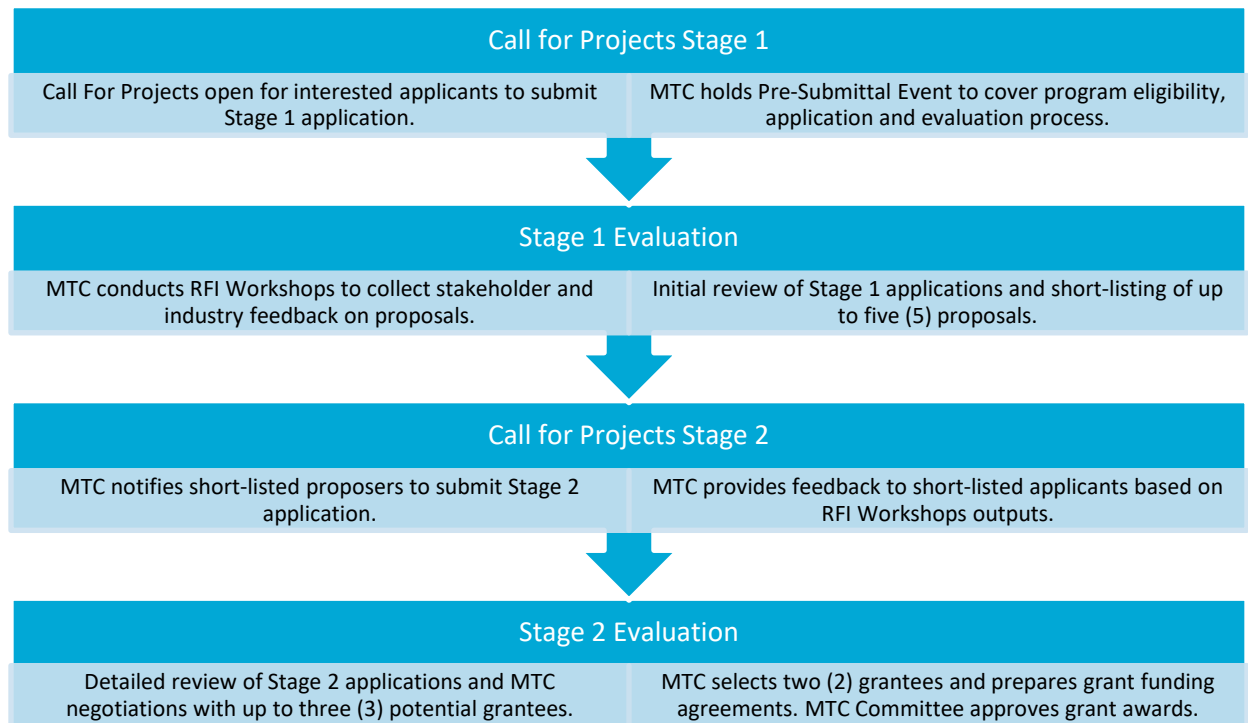 Call for Projects Stage 1
Call For Projects open for interested applicants to submit
Stage 1 application.
MTC holds Pre-Submittal Event to cover program eligibility,
application and evaluation process.
Stage 1 Evaluation
MTC conducts RFI Workshops to collect stakeholder and
industry feedback on proposals.
Initial review of Stage 1 applications and short-listing of up
to five (5) proposals.
Call for Projects Stage 2
MTC notifies short-listed proposers to submit Stage 2
application.
MTC provides feedback to short-listed applicants based on
RFI Workshops outputs.
Stage 2 Evaluation
Detailed review of Stage 2 applications and MTC
negotiations with up to three (3) potential grantees.
MTC selects two (2) grantees and prepares grant funding
agreements. MTC Committee approves grant awards.